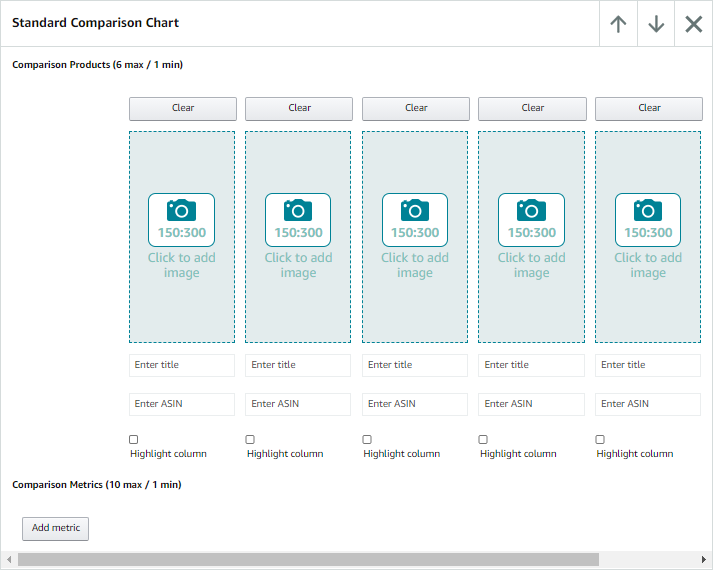 Standard Comparison Chart
Comparison Products (6 max / 1 min)
Clear Clear Clear Clear Clear
150:300 150:300 150:300 150:300 150:300
Click to add Click to add Click to add Click to add Click to add
image image image image image
Enter title Enter title Enter title Enter title Enter title
Enter ASIN Enter ASIN Enter ASIN Enter ASIN Enter ASIN
Highlight column Highlight column Highlight column Highlight column Highlight column
Comparison Metrics (10 max / 1 min)
Add metric